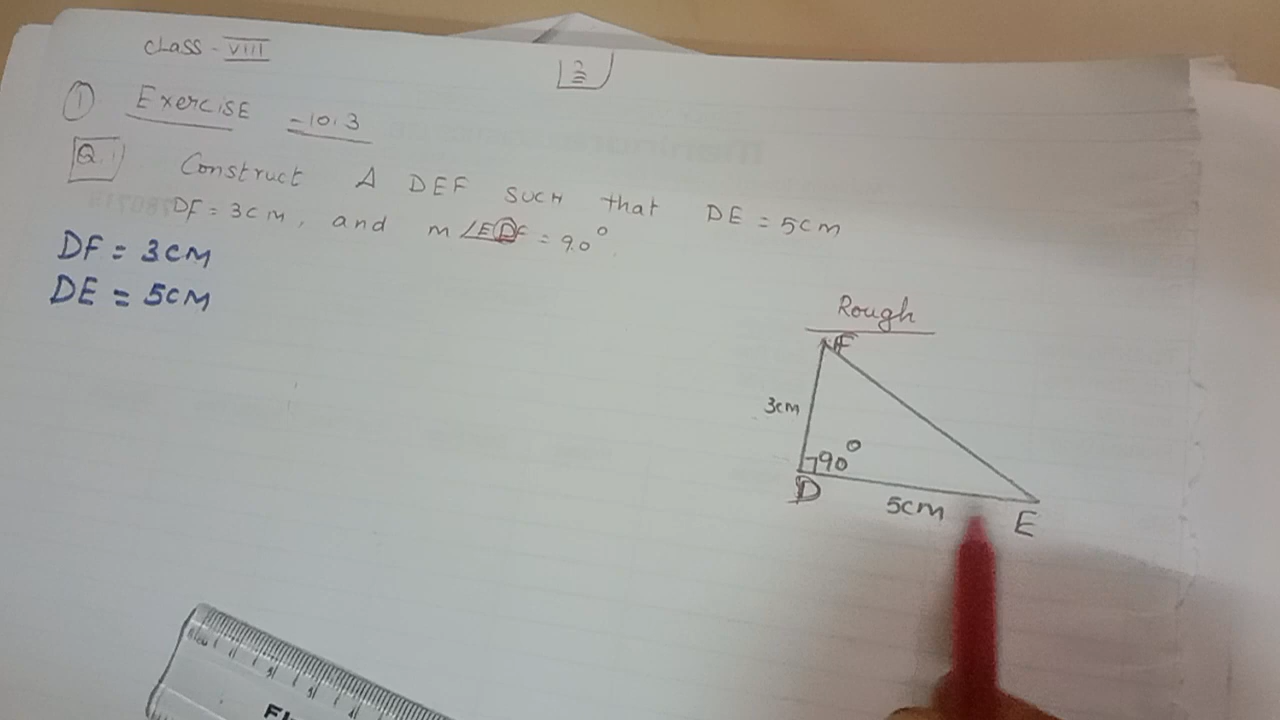 Class - VIII
2
① Exercise - 10.3
Q.1 Construct A DEF SUCH that DE = 5CM
DF = 3CM, and m∠EDF = 90°
DF = 3CM
DE = 5CM
Rough
F
3cm
90°
D
5cm
E